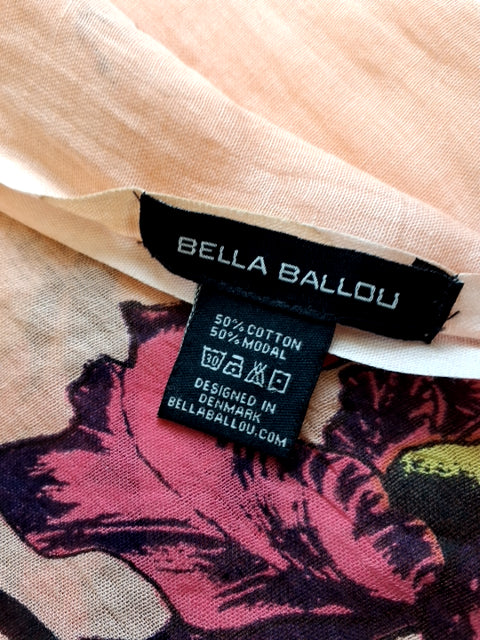 BELLA BALLOU
50% COTTON
50% MODAL
30
DESIGNED IN
DENMARK
BELLABALLOU.COM